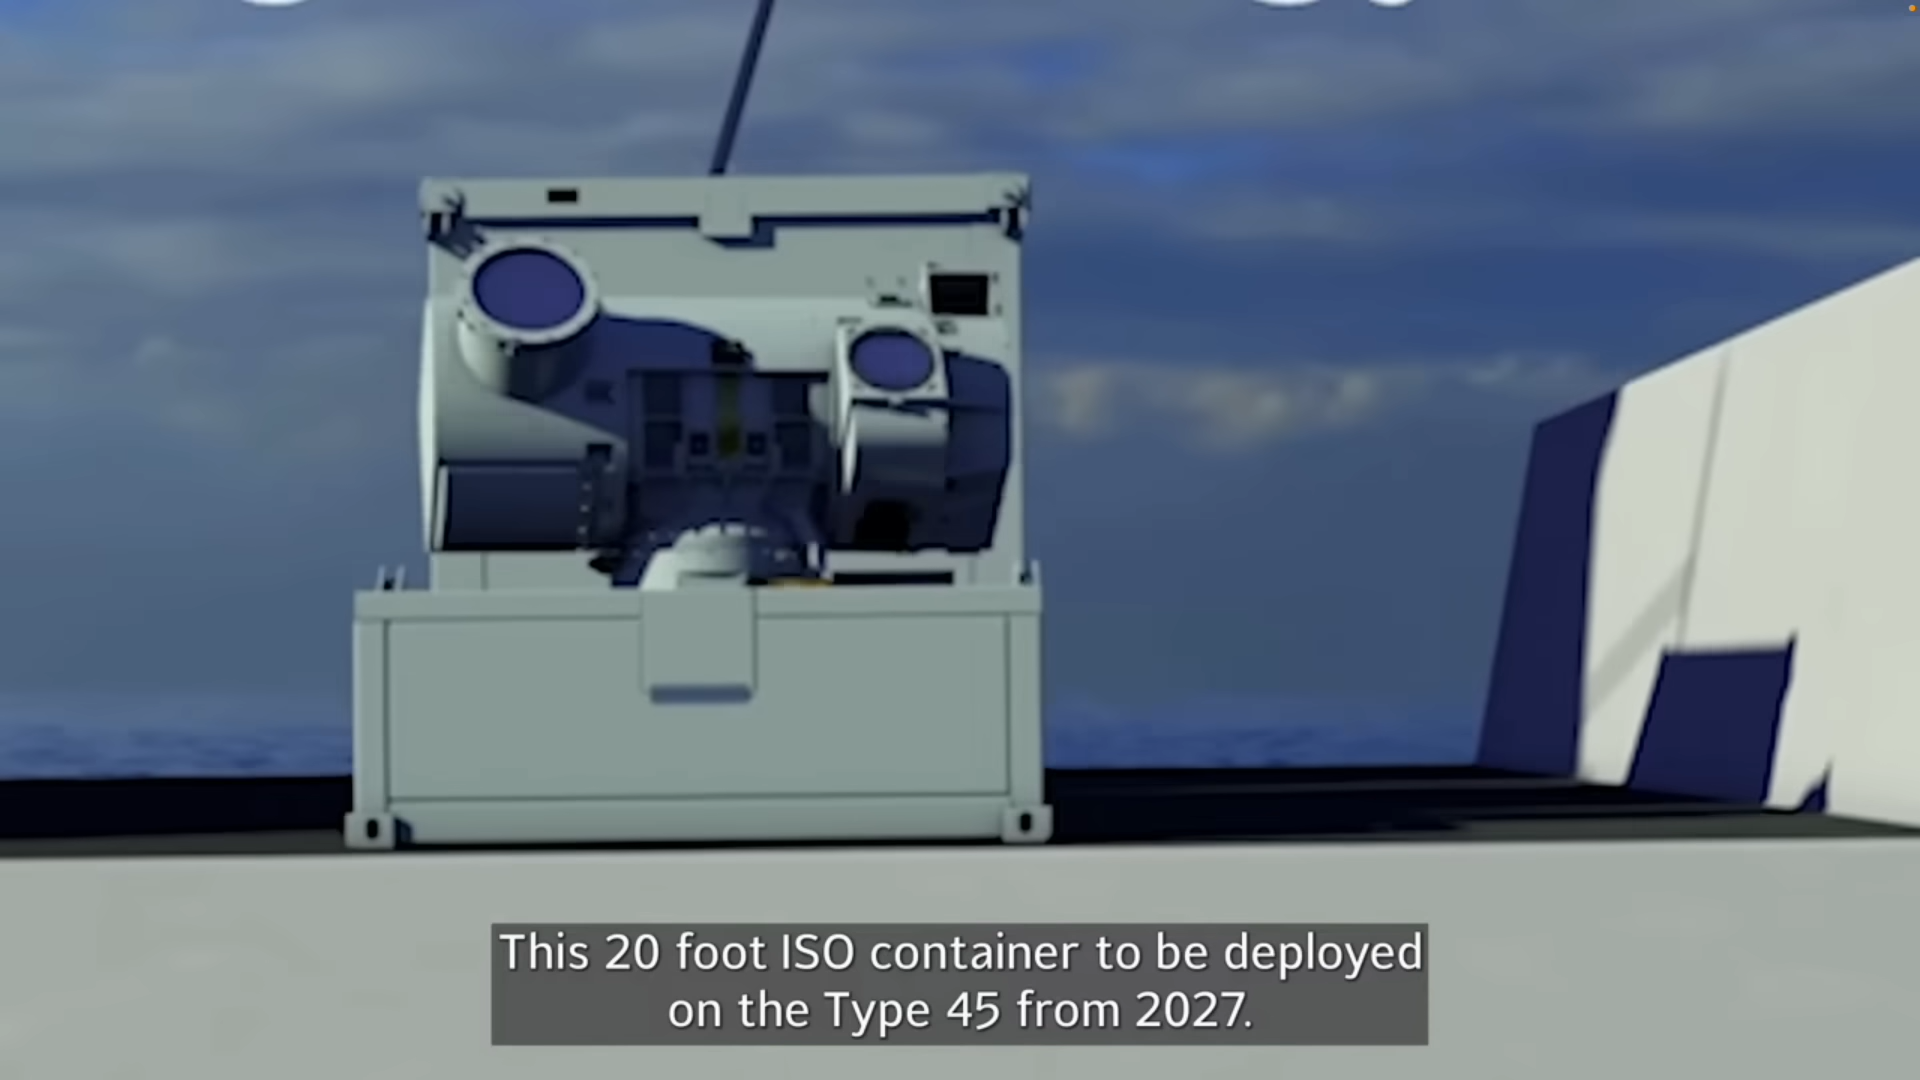 This 20 foot ISO container to be deployed
on the Type 45 from 2027.